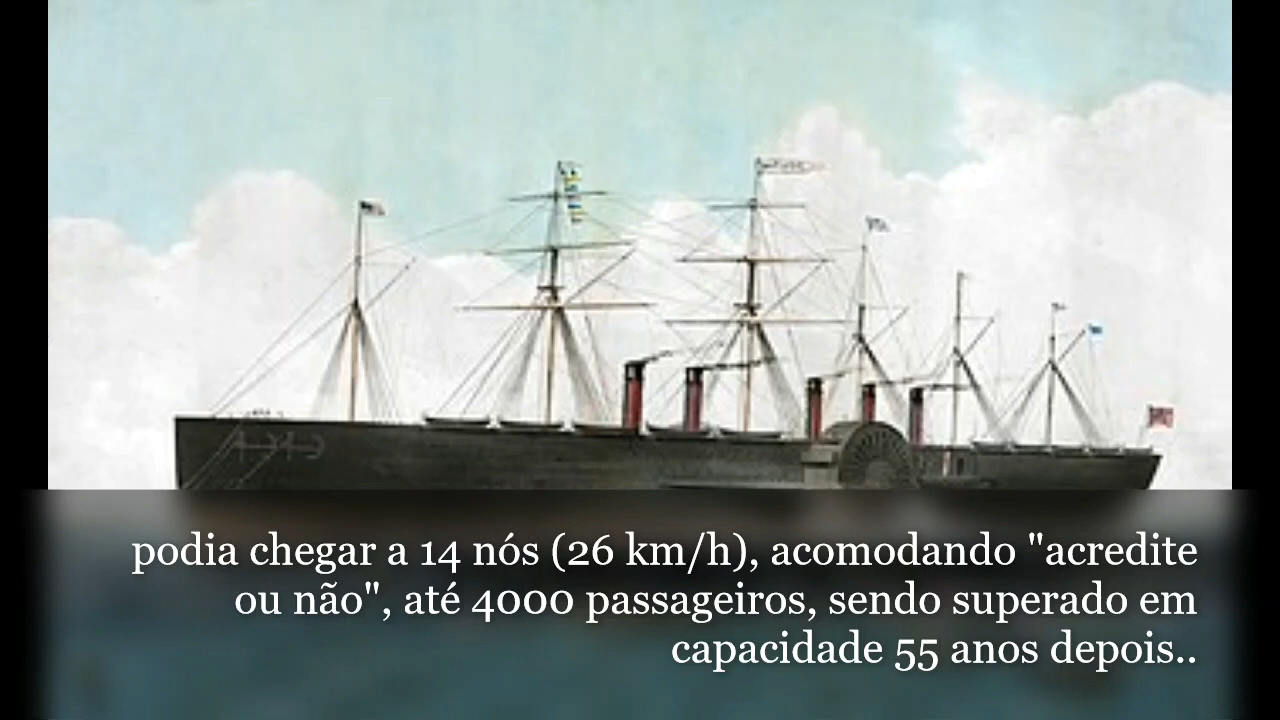 podia chegar a 14 nós (26 km/h), acomodando "acredite
ou não", até 4000 passageiros, sendo superado em
capacidade 55 anos depois..